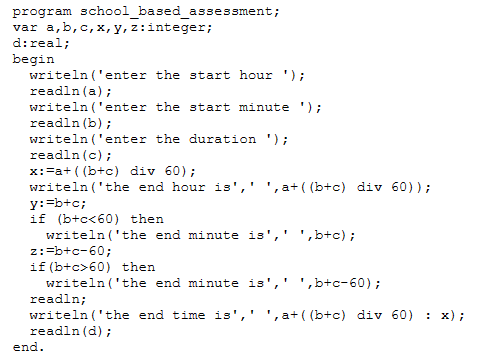 program school_based_assessment;
var a,b,c,x,y,z:integer;
d:real;
begin
  writeln('enter the start hour ');
  readln(a);
  writeln('enter the start minute ');
  readln(b);
  writeln('enter the duration ');
  readln(c);
  x:=a+((b+c) div 60);
  writeln('the end hour is',' ',a+((b+c) div 60));
  y:=b+c;
  if (b+c<60) then
    writeln('the end minute is',' ',b+c);
  z:=b+c-60;
  if(b+c>60) then
    writeln('the end minute is',' ',b+c-60);
  readln;
  writeln('the end time is',' ',a+((b+c) div 60) : x);
  readln(d);
end.